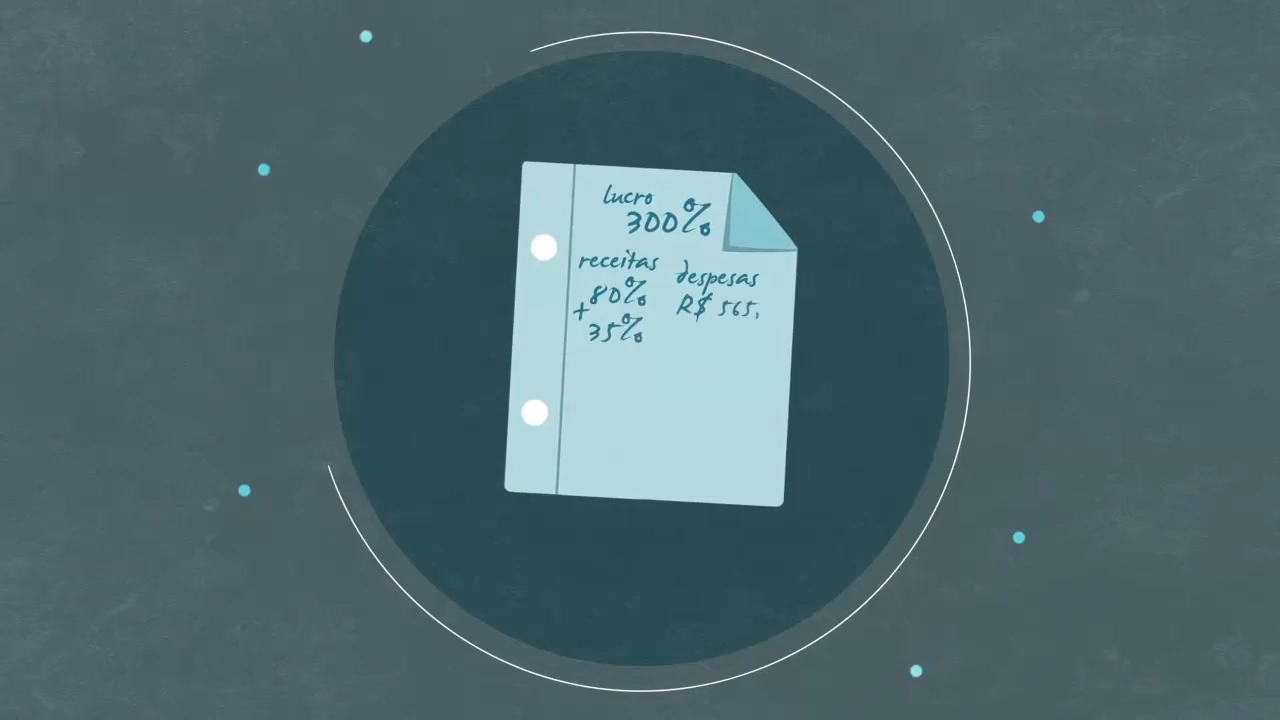 lucro
300%
receitas
80%
+
35%
despesas
R$ 565,